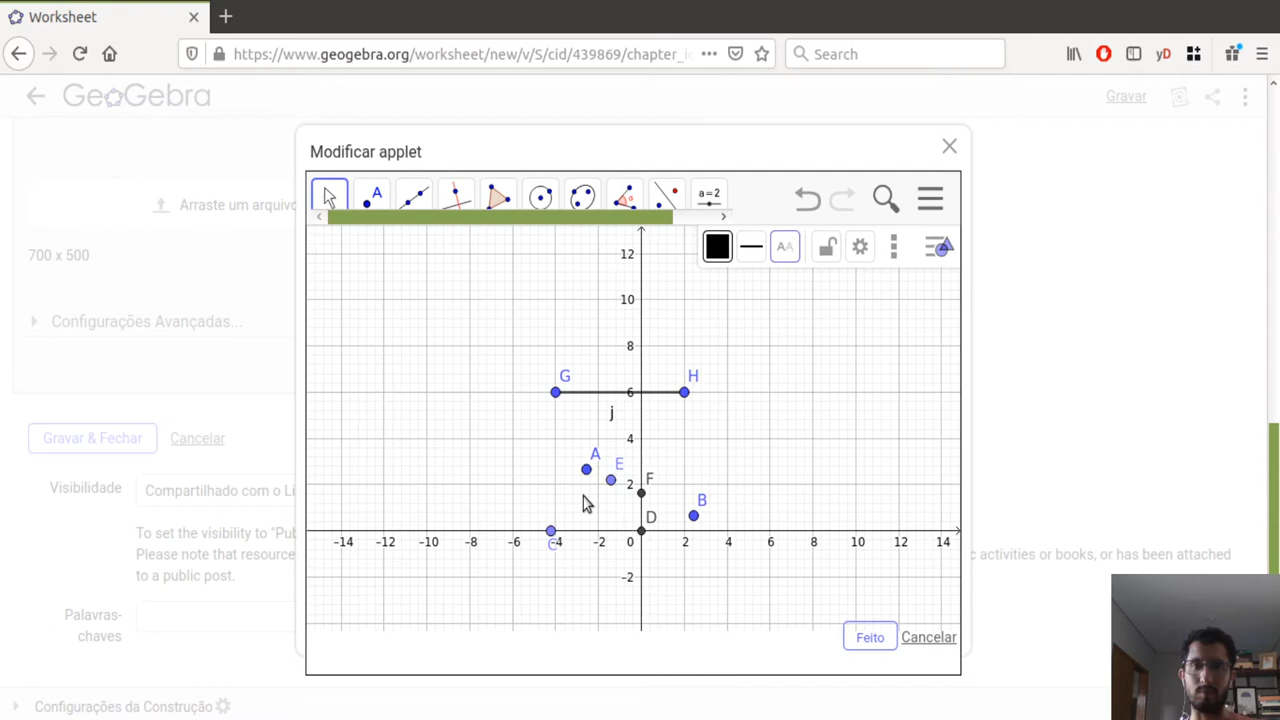 Worksheet
https://www.geogebra.org/worksheet/new/v/S/cid/439869/chapter_i
Search
yD
GeoGebra
Gravar
Modificar applet
A
a=2
Arraste um arquivo
700 x 500
AA
12
10
8
G
H
6
j
Configurações Avançadas...
4
A
E
F
2
B
D
C
-14
-12
-10
-8
-6
-4
-2
0
2
4
6
8
10
12
14
-2
Gravar & Fechar
Cancelar
Visibilidade
Compartilhado com o Li
To set the visibility to "Pub
Please note that resource
c activities or books, or has been attached
to a public post.
Palavras-
chaves
Feito
Cancelar
Configurações da Construção